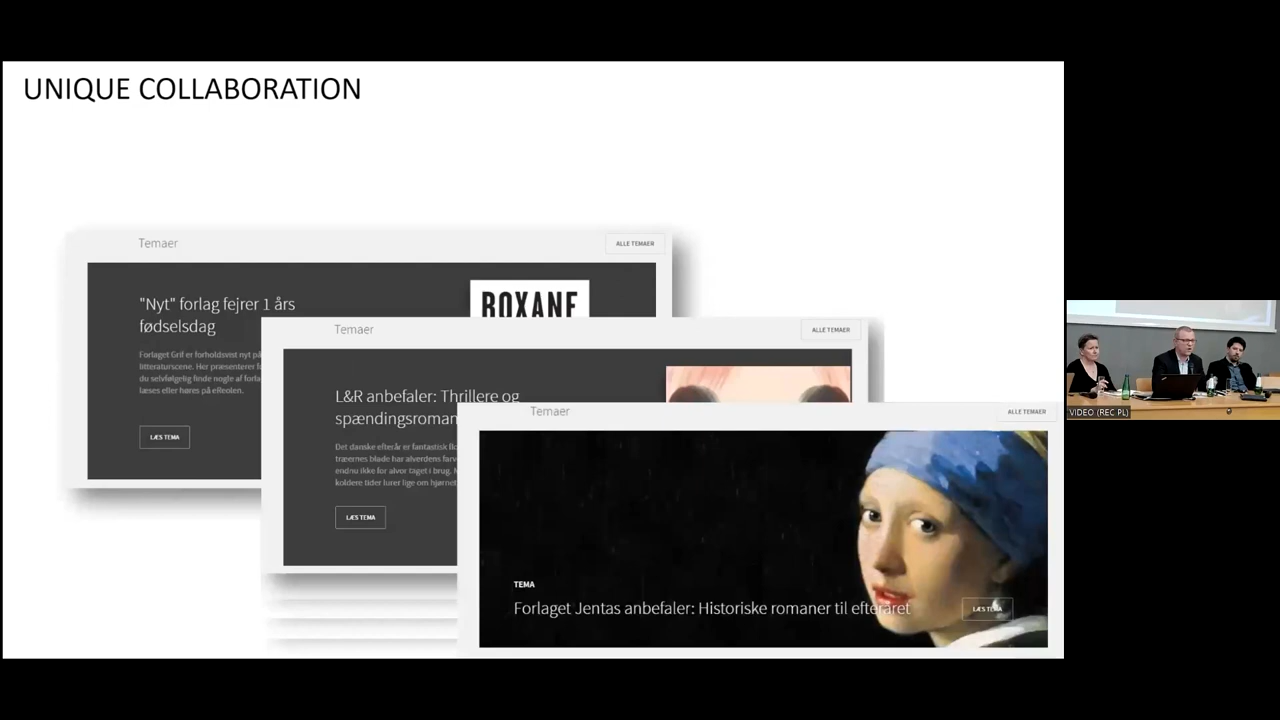 UNIQUE COLLABORATION
Temaer
ALLE TEMAER
"Nyt" forlag fejrer 1 års
fødselsdag
ROXANE
Forlaget Grif er forholdsvist nyt på
litteraturscene. Her præsenterer
du selvfølgelig finde nogle af
læses eller høres på eReolen.
LÆS TEMA
Temaer
ALLE TEMAER
L&R anbefaler: Thrillere og
spændingsroman
Det danske efterår er fantastisk
træernes blade har alverdens
endnu ikke for alvor taget i brug.
koldere tider lurer lige om hjørnet
LÆS TEMA
Temaer
ALLE TEMAER
TEMA
Forlaget Jentas anbefaler: Historiske romaner til efteråret
LÆS TEMA
VIDEO (REC PL)